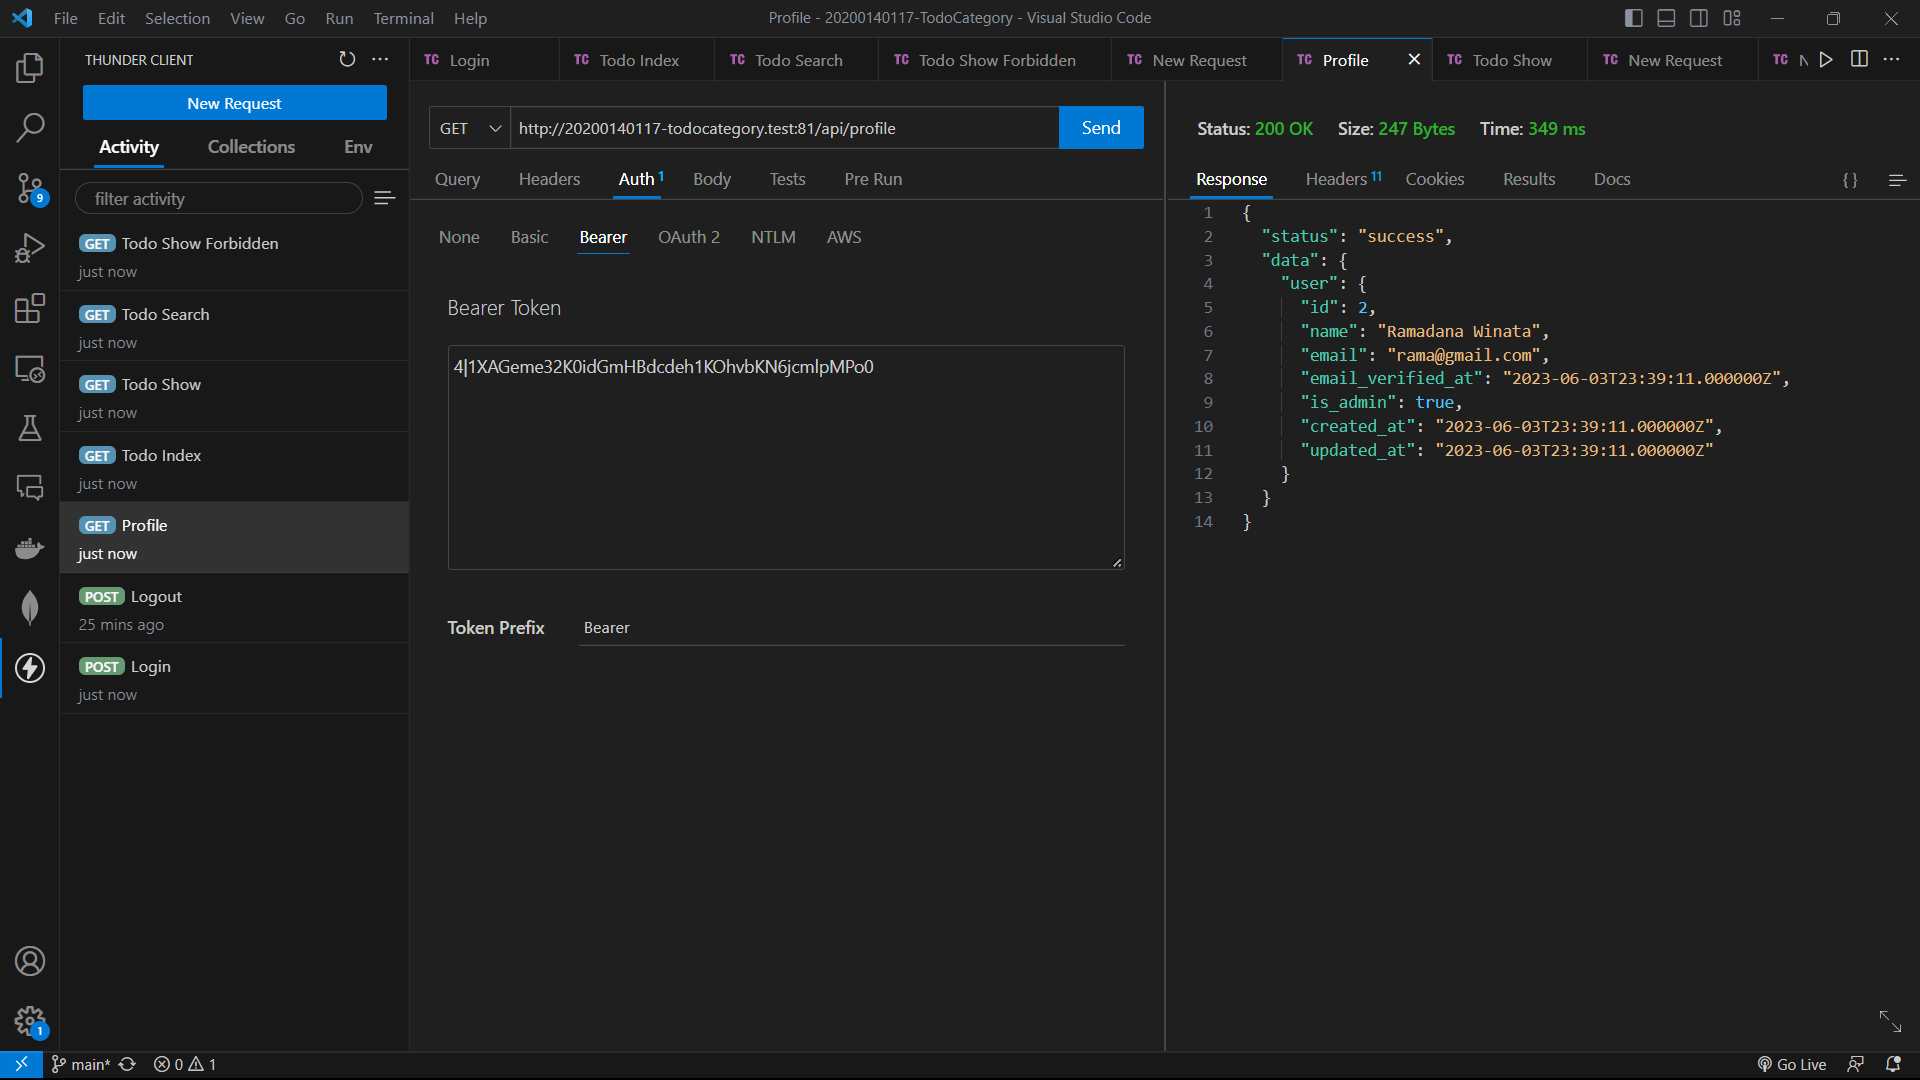 File Edit Selection View Go Run Terminal Help
Profile - 20200140117-TodoCategory - Visual Studio Code
THUNDER CLIENT
New Request
Activity Collections Env
filter activity
GET Todo Show Forbidden
just now
GET Todo Search
just now
GET Todo Show
just now
GET Todo Index
just now
GET Profile
just now
POST Logout
25 mins ago
POST Login
just now
9
1
TC Login TC Todo Index TC Todo Search TC Todo Show Forbidden TC New Request TC Profile TC Todo Show TC New Request TC
GET http://20200140117-todocategory.test:81/api/profile Send
Query Headers Auth 1 Body Tests Pre Run
None Basic Bearer OAuth 2 NTLM AWS
Bearer Token
4|1XAGeme32K0idGmHBdcdeh1KOhvbKN6jcmlpMPo0
Token Prefix Bearer
Status: 200 OK Size: 247 Bytes Time: 349 ms
Response Headers 11 Cookies Results Docs { }
1 {
2 "status": "success",
3 "data": {
4 "user": {
5 "id": 2,
6 "name": "Ramadana Winata",
7 "email": "rama@gmail.com",
8 "email_verified_at": "2023-06-03T23:39:11.000000Z",
9 "is_admin": true,
10 "created_at": "2023-06-03T23:39:11.000000Z",
11 "updated_at": "2023-06-03T23:39:11.000000Z"
12 }
13 }
14 }
main* 0 1 Go Live